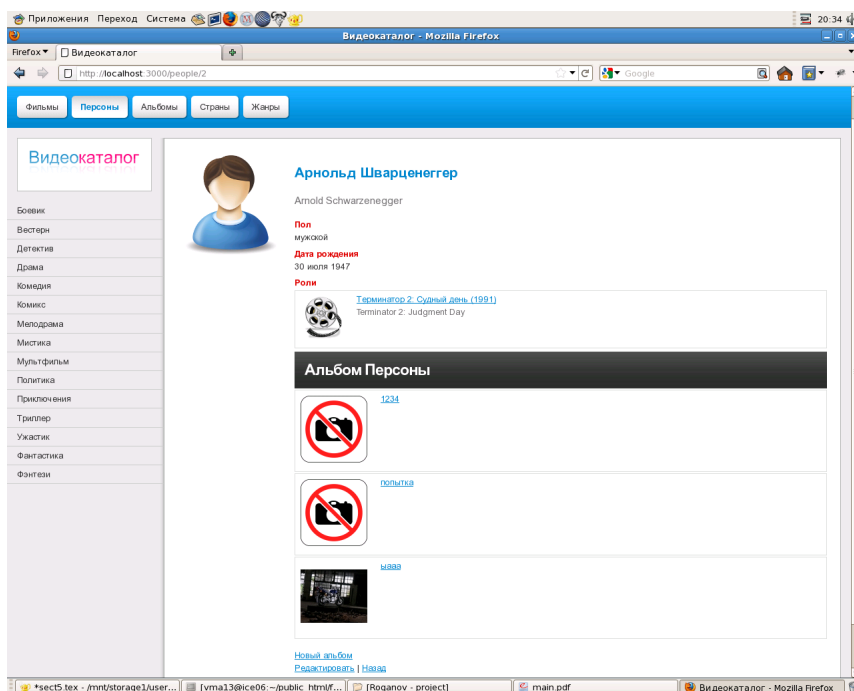 Приложения Переход Система 20:34
Видеокаталог - Mozilla Firefox
Firefox Видеокаталог
http://localhost:3000/people/2 Google
Фильмы Персоны Альбомы Страны Жанры
Видеокаталог
Боевик
Вестерн
Детектив
Драма
Комедия
Комикс
Мелодрама
Мистика
Мультфильм
Политика
Приключения
Триллер
Ужастик
Фантастика
Фэнтези
Арнольд Шварценеггер
Arnold Schwarzenegger
Пол
мужской
Дата рождения
30 июля 1947
Роли
Терминатор 2: Судный день (1991)
Terminator 2: Judgment Day
Альбом Персоны
1234
попытка
ыааа
Новый альбом
Редактировать | Назад
*sect5.tex - /mnt/storage1/user... [vma13@ice06:~/public_html/f... [Roganov - project] main.pdf Видеокаталог - Mozilla Firefox